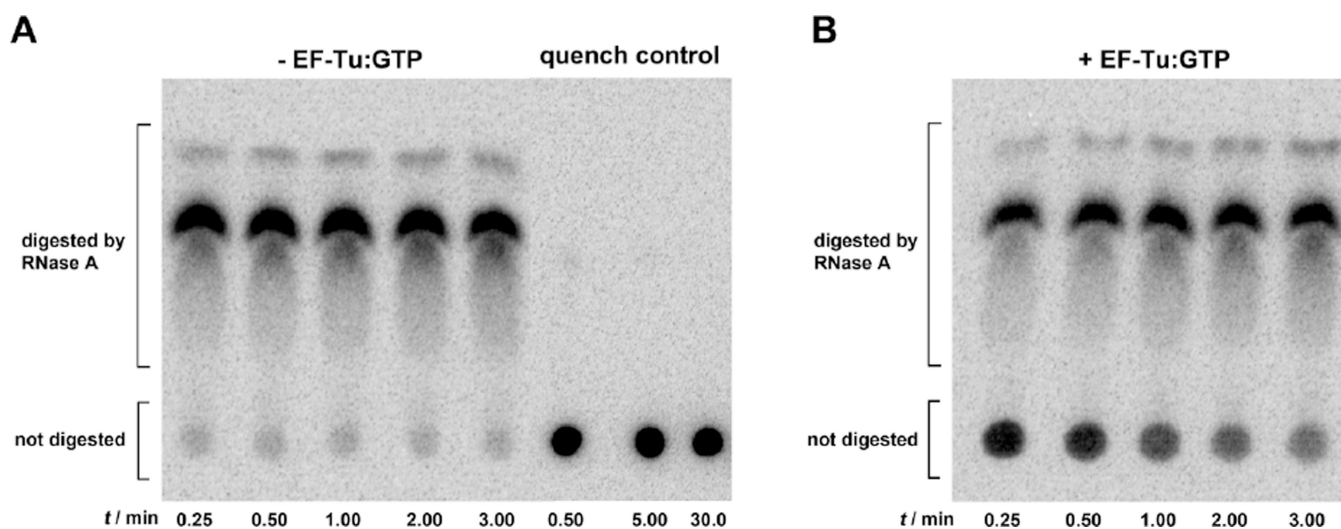 A
- EF-Tu:GTP
quench control
digested by
RNase A
not digested
t / min 0.25 0.50 1.00 2.00 3.00 0.50 5.00 30.0
B
+ EF-Tu:GTP
digested by
RNase A
not digested
t / min 0.25 0.50 1.00 2.00 3.00